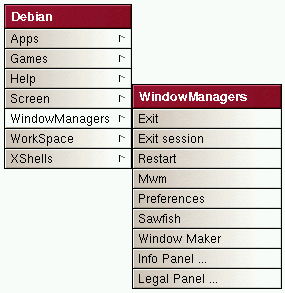 Debian
Apps
Games
Help
Screen
WindowManagers
WorkSpace
XShells
WindowManagers
Exit
Exit session
Restart
Mwm
Preferences
Sawfish
Window Maker
Info Panel ...
Legal Panel ...